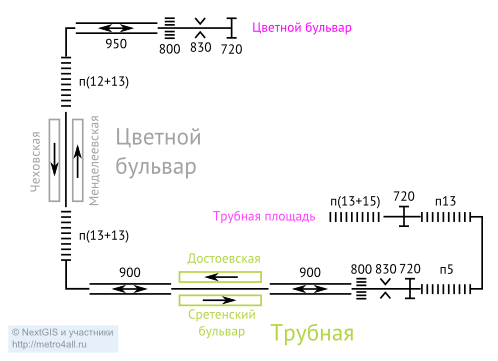 Цветной бульвар
950
800
830
720
п(12+13)
Чеховская
Менделеевская
Цветной
бульвар
п(13+15)
720
п13
Трубная площадь
п(13+13)
Достоевская
900
900
800
830
720
п5
Сретенский
бульвар
Трубная
© NextGIS и участники
http://metro4all.ru